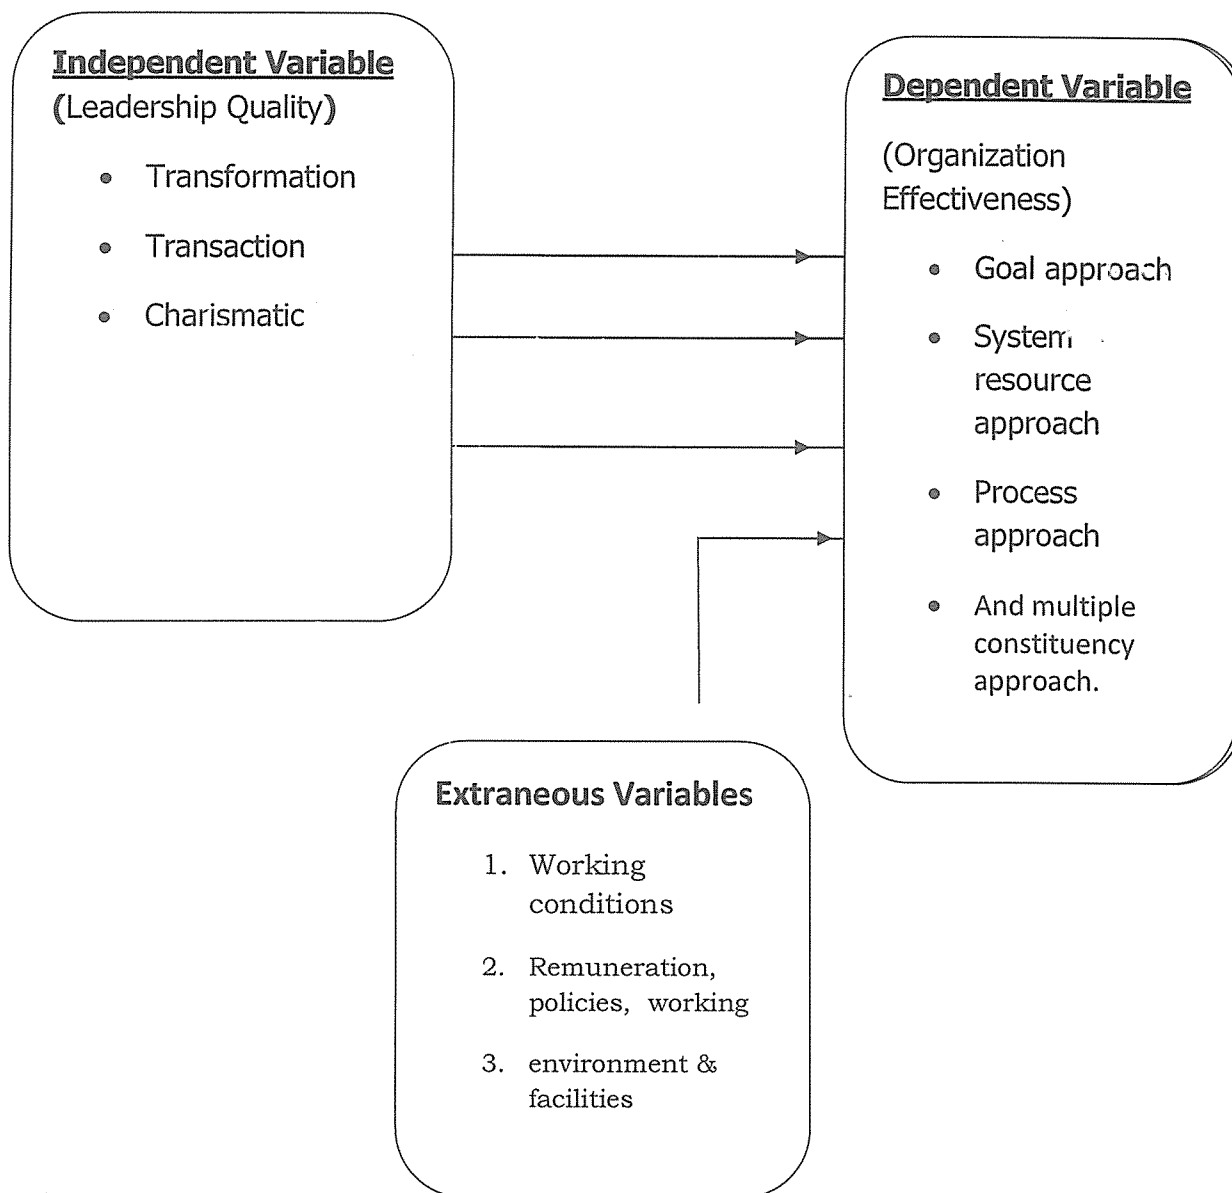 Independent Variable
(Leadership Quality)
• Transformation
• Transaction
• Charismatic
Dependent Variable
(Organization
Effectiveness)
• Goal approach
• System
resource
approach
• Process
approach
• And multiple
constituency
approach.
Extraneous Variables
1. Working
conditions
2. Remuneration,
policies, working
3. environment &
facilities